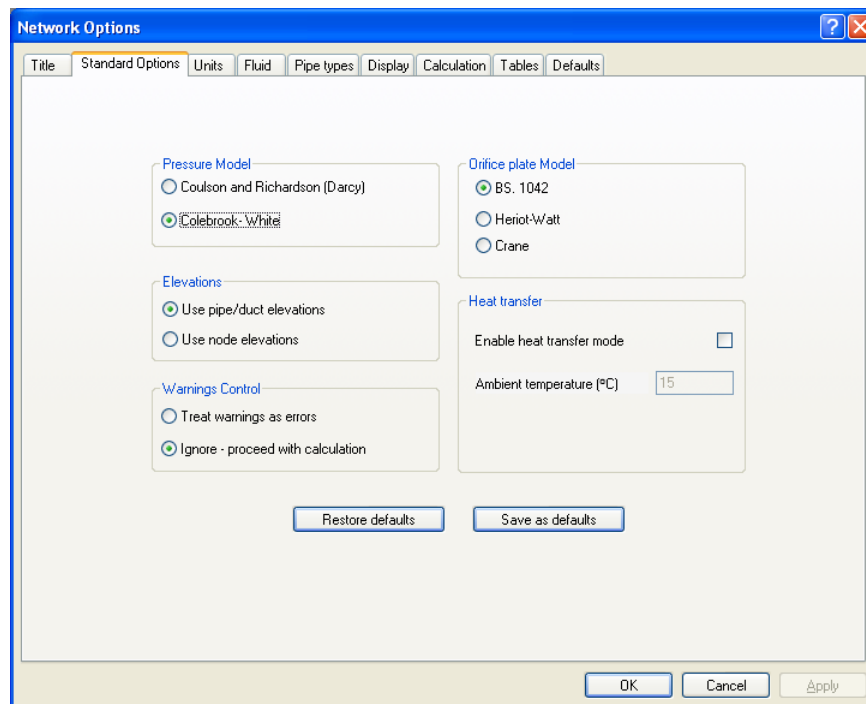 Network Options
Title Standard Options Units Fluid Pipe types Display Calculation Tables Defaults
Pressure Model
Coulson and Richardson (Darcy)
Colebrook- White
Elevations
Use pipe/duct elevations
Use node elevations
Warnings Control
Treat warnings as errors
Ignore - proceed with calculation
Orifice plate Model
BS. 1042
Heriot-Watt
Crane
Heat transfer
Enable heat transfer mode
Ambient temperature (ºC) 15
Restore defaults Save as defaults
OK Cancel Apply